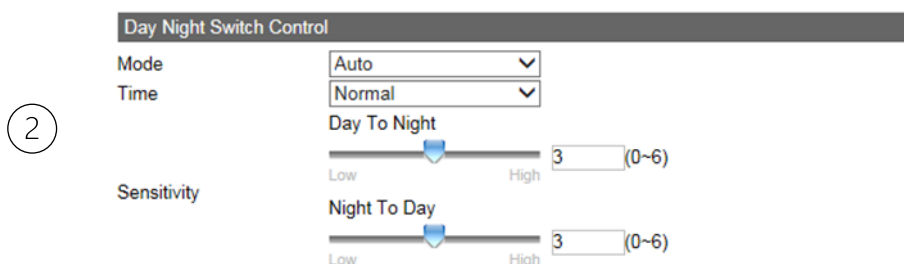 Day Night Switch Control
Mode Auto
Time Normal
2
Day To Night
3 (0~6)
Low High
Sensitivity
Night To Day
3 (0~6)
Low High